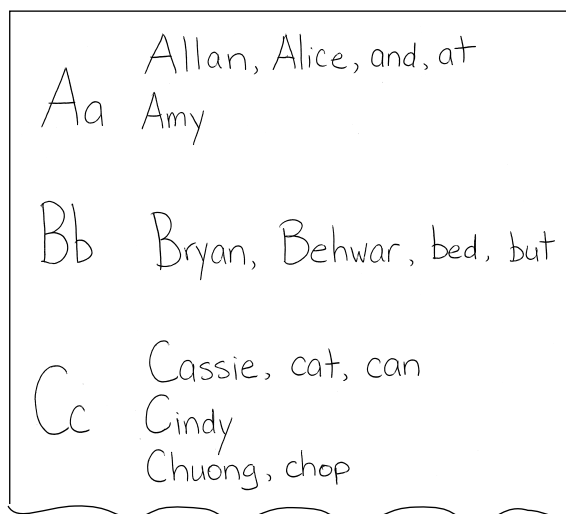 Allan, Alice, and, at
Aa Amy
Bb Bryan, Behwar, bed, but
Cassie, cat, can
Cc Cindy
Chuong, chop